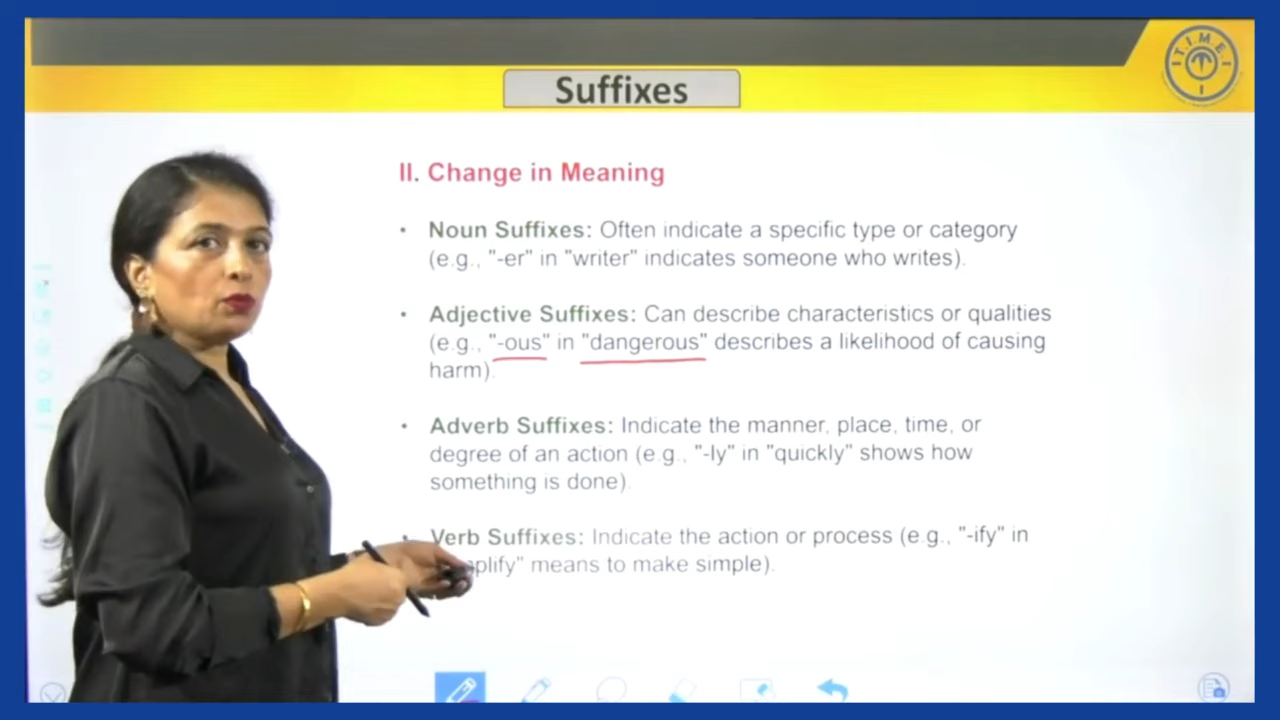 T.I.M.E.
Suffixes
II. Change in Meaning
• Noun Suffixes: Often indicate a specific type or category
(e.g., "-er" in "writer" indicates someone who writes).
• Adjective Suffixes: Can describe characteristics or qualities
(e.g., "-ous" in "dangerous" describes a likelihood of causing
harm).
• Adverb Suffixes: Indicate the manner, place, time, or
degree of an action (e.g., "-ly" in "quickly" shows how
something is done).
• Verb Suffixes: Indicate the action or process (e.g., "-ify" in
plify" means to make simple).